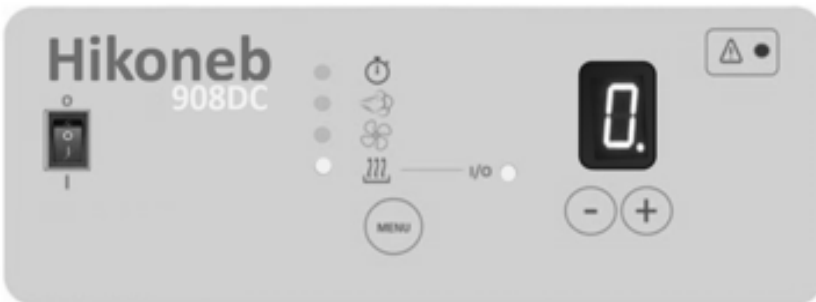 Hikoneb
908DC
O
I
I/O
0.
MENU
- +